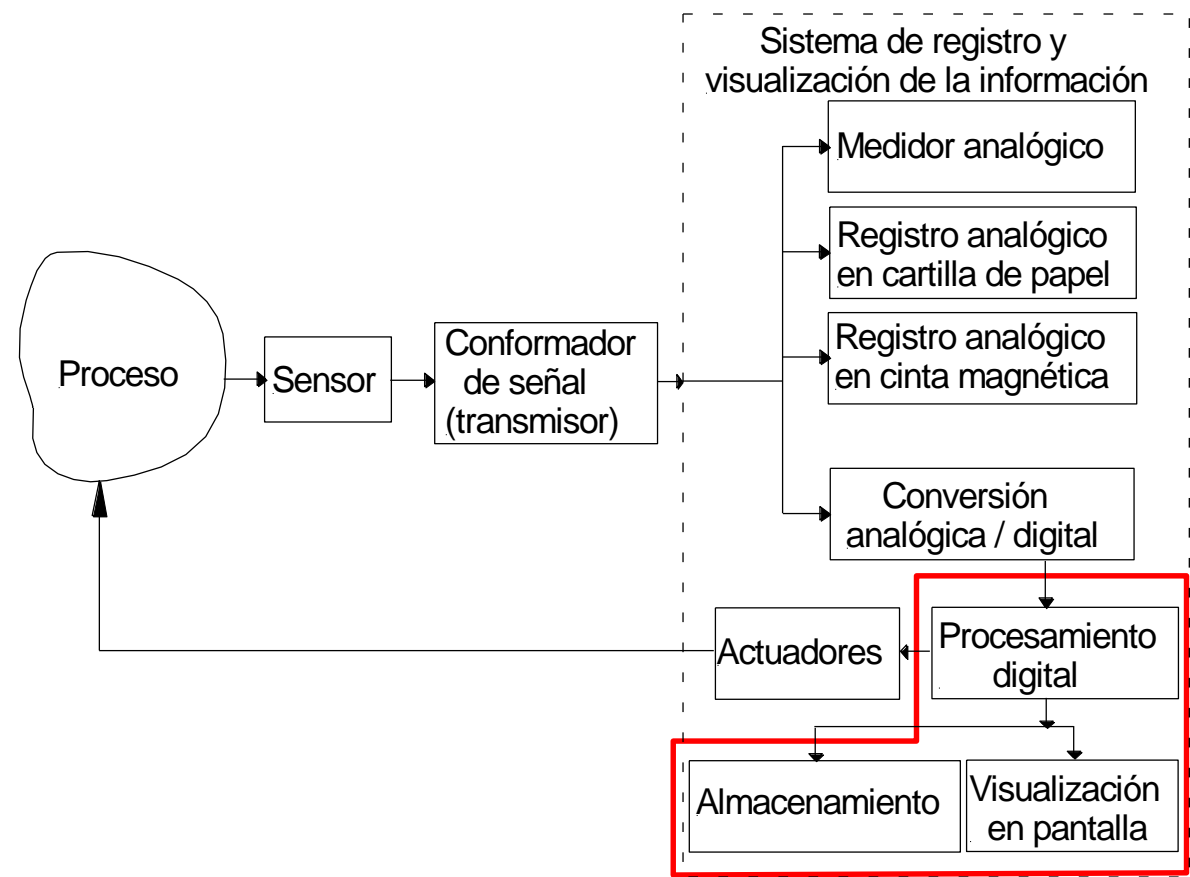 Sistema de registro y
visualización de la información
Medidor analógico
Registro analógico
en cartilla de papel
Registro analógico
en cinta magnética
Proceso
Sensor
Conformador
de señal
(transmisor)
Conversión
analógica / digital
Actuadores
Procesamiento
digital
Almacenamiento
Visualización
en pantalla